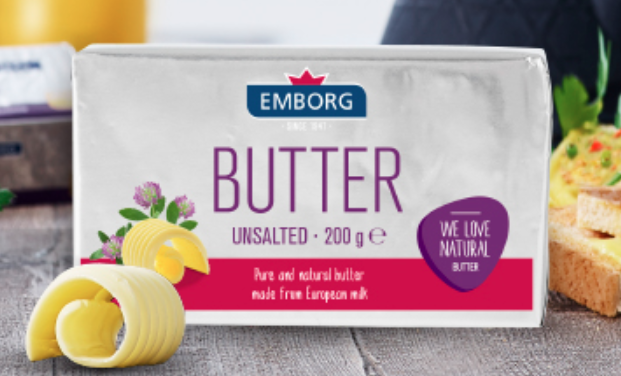 EMBORG
· SINCE 1947 ·
BUTTER
UNSALTED · 200 g ℮
WE LOVE
NATURAL
BUTTER
Pure and natural butter
made from European milk